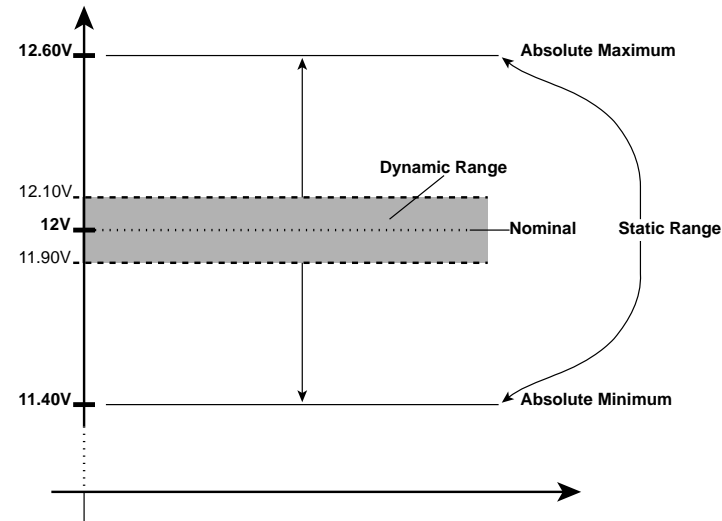 12.60V
Absolute Maximum
Dynamic Range
12.10V
12V
Nominal
Static Range
11.90V
11.40V
Absolute Minimum